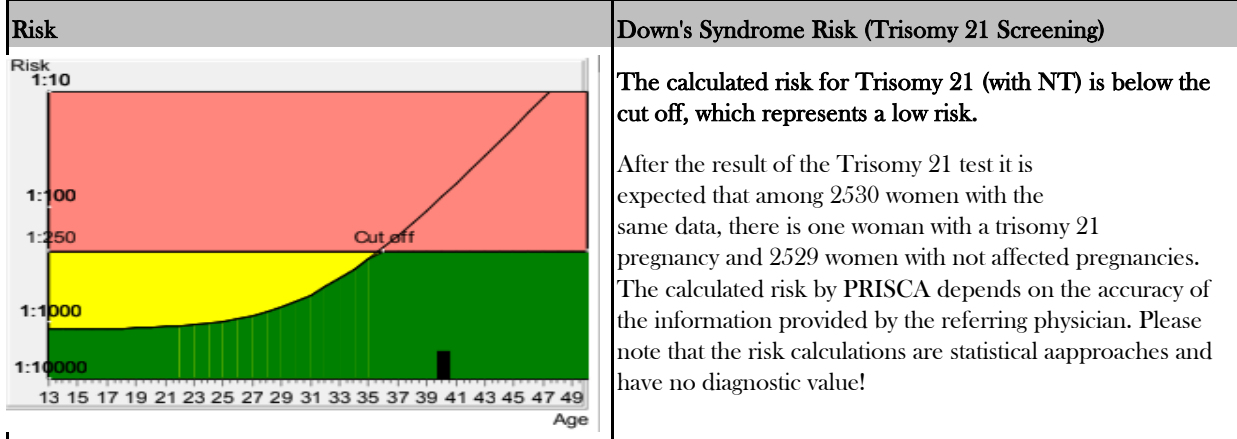 Risk
Down's Syndrome Risk (Trisomy 21 Screening)
Risk
1:10
1:100
1:250
Cut off
1:1000
1:10000
13 15 17 19 21 23 25 27 29 31 33 35 37 39 41 43 45 47 49
Age
The calculated risk for Trisomy 21 (with NT) is below the
cut off, which represents a low risk.
After the result of the Trisomy 21 test it is
expected that among 2530 women with the
same data, there is one woman with a trisomy 21
pregnancy and 2529 women with not affected pregnancies.
The calculated risk by PRISCA depends on the accuracy of
the information provided by the referring physician. Please
note that the risk calculations are statistical aapproaches and
have no diagnostic value!